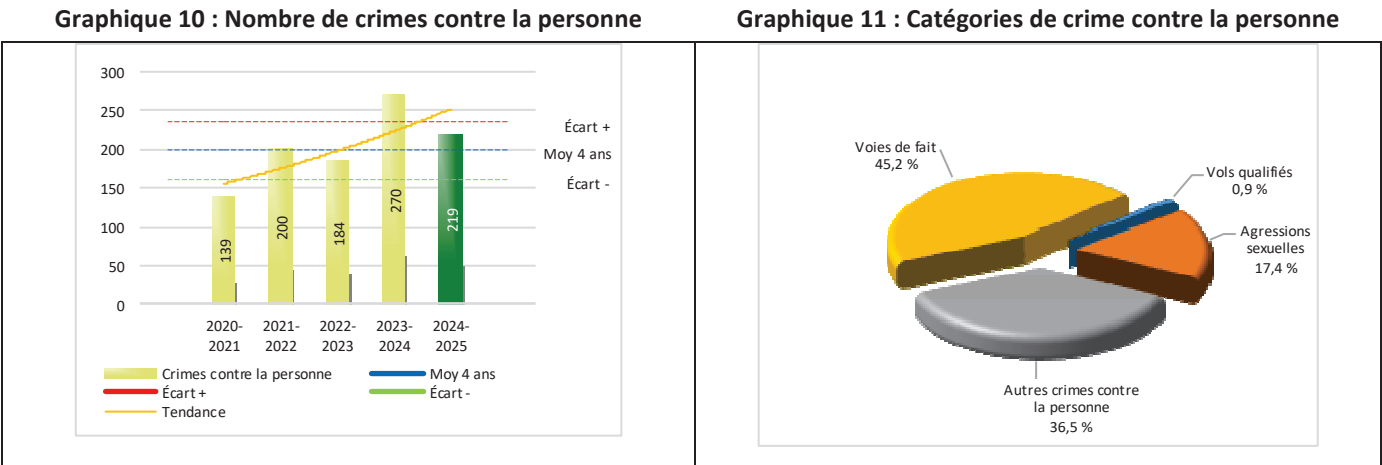 Graphique 10 : Nombre de crimes contre la personne
300
250
200
150
100
50
0
139
200
184
270
219
Écart +
Moy 4 ans
Écart -
2020-
2021
2021-
2022
2022-
2023
2023-
2024
2024-
2025
Crimes contre la personne
Moy 4 ans
Écart +
Écart -
Tendance
Graphique 11 : Catégories de crime contre la personne
Voies de fait
45,2 %
Vols qualifiés
0,9 %
Agressions
sexuelles
17,4 %
Autres crimes contre
la personne
36,5 %